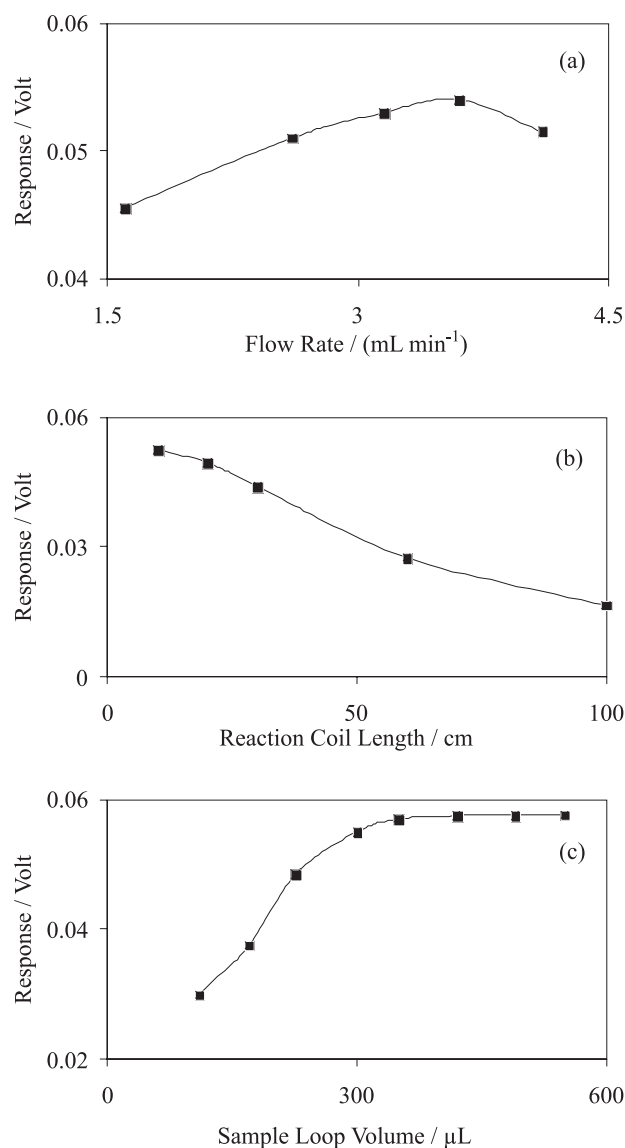 0.06
(a)
Response / Volt
0.05
0.04
1.5
3
4.5
Flow Rate / (mL min⁻¹)
0.06
(b)
Response / Volt
0.03
0
0
50
100
Reaction Coil Length / cm
0.06
(c)
Response / Volt
0.04
0.02
0
300
600
Sample Loop Volume / µL